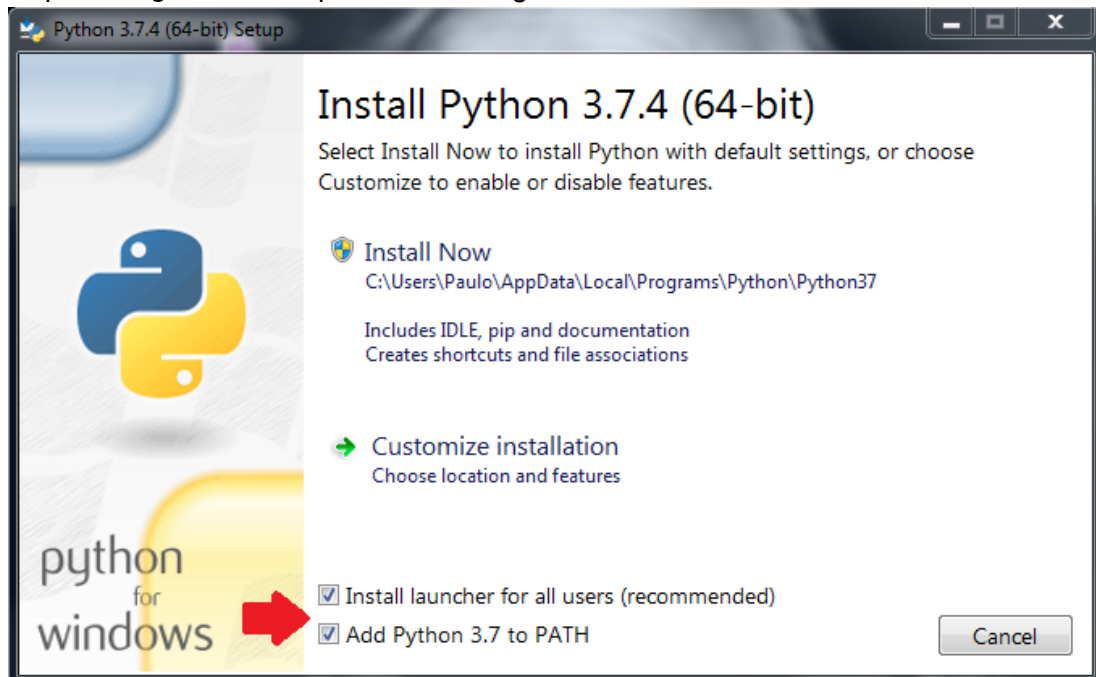 Python 3.7.4 (64-bit) Setup
Install Python 3.7.4 (64-bit)
Select Install Now to install Python with default settings, or choose
Customize to enable or disable features.
Install Now
C:\Users\Paulo\AppData\Local\Programs\Python\Python37
Includes IDLE, pip and documentation
Creates shortcuts and file associations
Customize installation
Choose location and features
python
for
windows
Install launcher for all users (recommended)
Add Python 3.7 to PATH
Cancel